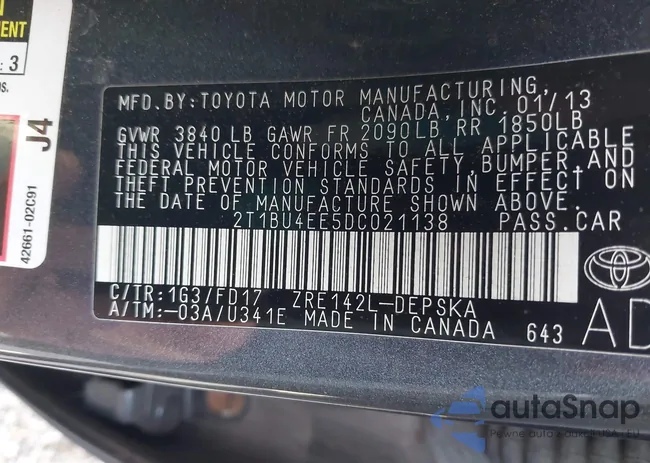 EMENT
: 3
42661-02C91
J4
MFD.BY:TOYOTA MOTOR MANUFACTURING,
CANADA, INC. 01/13
GVWR 3840 LB GAWR FR 2090LB RR 1850LB
THIS VEHICLE CONFORMS TO ALL APPLICABLE
FEDERAL MOTOR VEHICLE SAFETY,BUMPER,AND
THEFT PREVENTION STANDARDS IN EFFECT ON
THE DATE OF MANUFACTURE SHOWN ABOVE.
2T1BU4EE5DC021138 PASS.CAR
C/TR:1G3/FD17 ZRE142L-DEPSKA
A/TM:-03A/U341E MADE IN CANADA 643
AD
autoSnap
Pewne auto